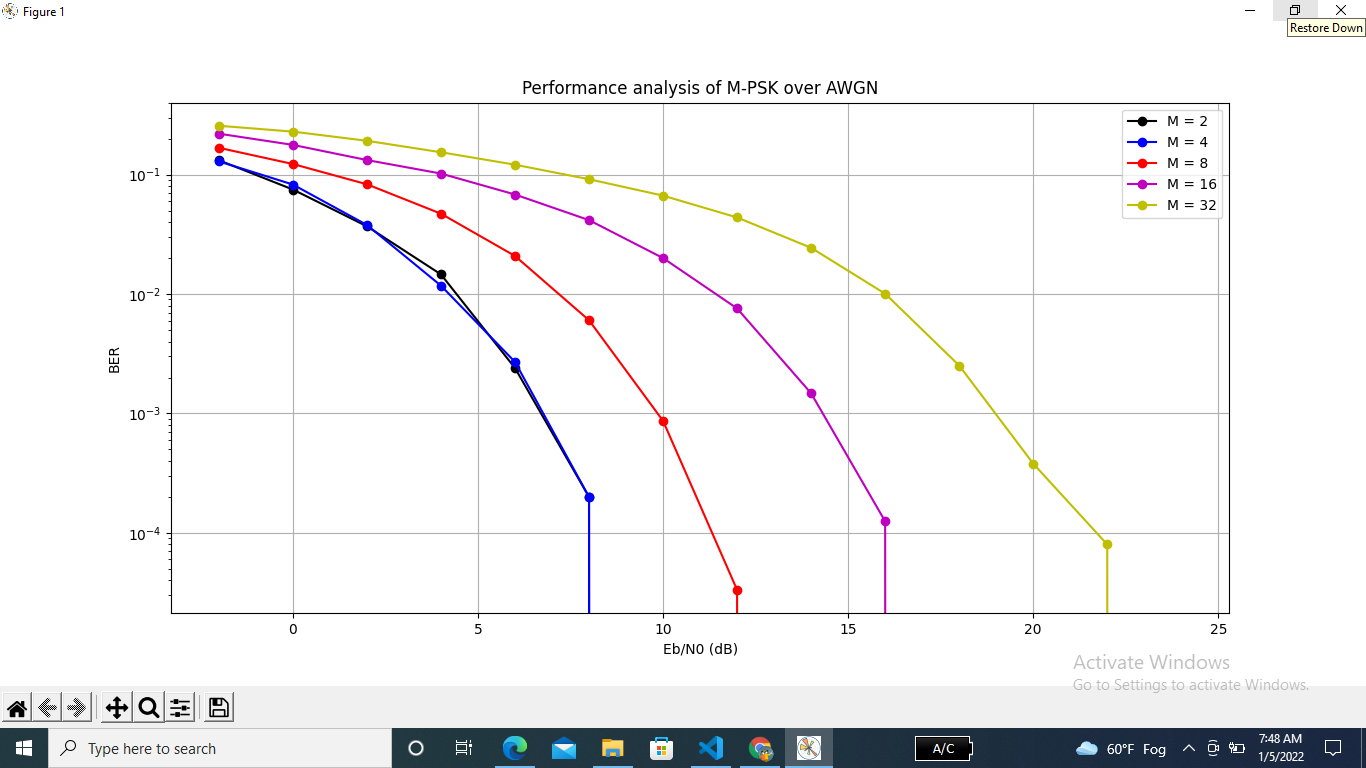 Figure 1
Restore Down
Performance analysis of M-PSK over AWGN
M = 2
M = 4
M = 8
M = 16
M = 32
10⁻¹
10⁻²
10⁻³
10⁻⁴
BER
0 5 10 15 20 25
Eb/N0 (dB)
Activate Windows
Go to Settings to activate Windows.
Type here to search
A/C
60°F Fog
7:48 AM
1/5/2022